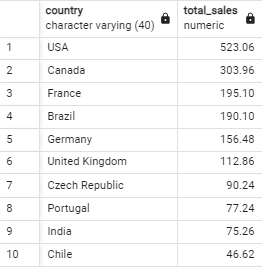 country total_sales
character varying (40) numeric
1 USA 523.06
2 Canada 303.96
3 France 195.10
4 Brazil 190.10
5 Germany 156.48
6 United Kingdom 112.86
7 Czech Republic 90.24
8 Portugal 77.24
9 India 75.26
10 Chile 46.62